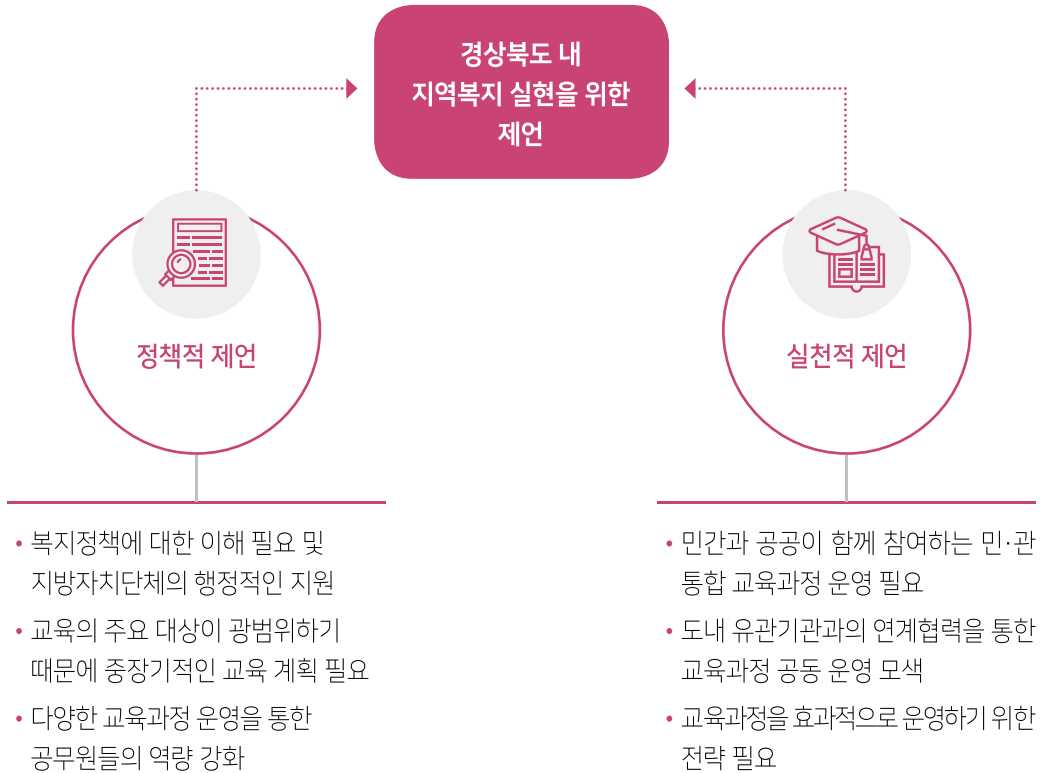 경상북도 내
지역복지 실현을 위한
제언
정책적 제언
• 복지정책에 대한 이해 필요 및
지방자치단체의 행정적인 지원
• 교육의 주요 대상이 광범위하기
때문에 중장기적인 교육 계획 필요
• 다양한 교육과정 운영을 통한
공무원들의 역량 강화
실천적 제언
• 민간과 공공이 함께 참여하는 민·관
통합 교육과정 운영 필요
• 도내 유관기관과의 연계협력을 통한
교육과정 공동 운영 모색
• 교육과정을 효과적으로 운영하기 위한
전략 필요